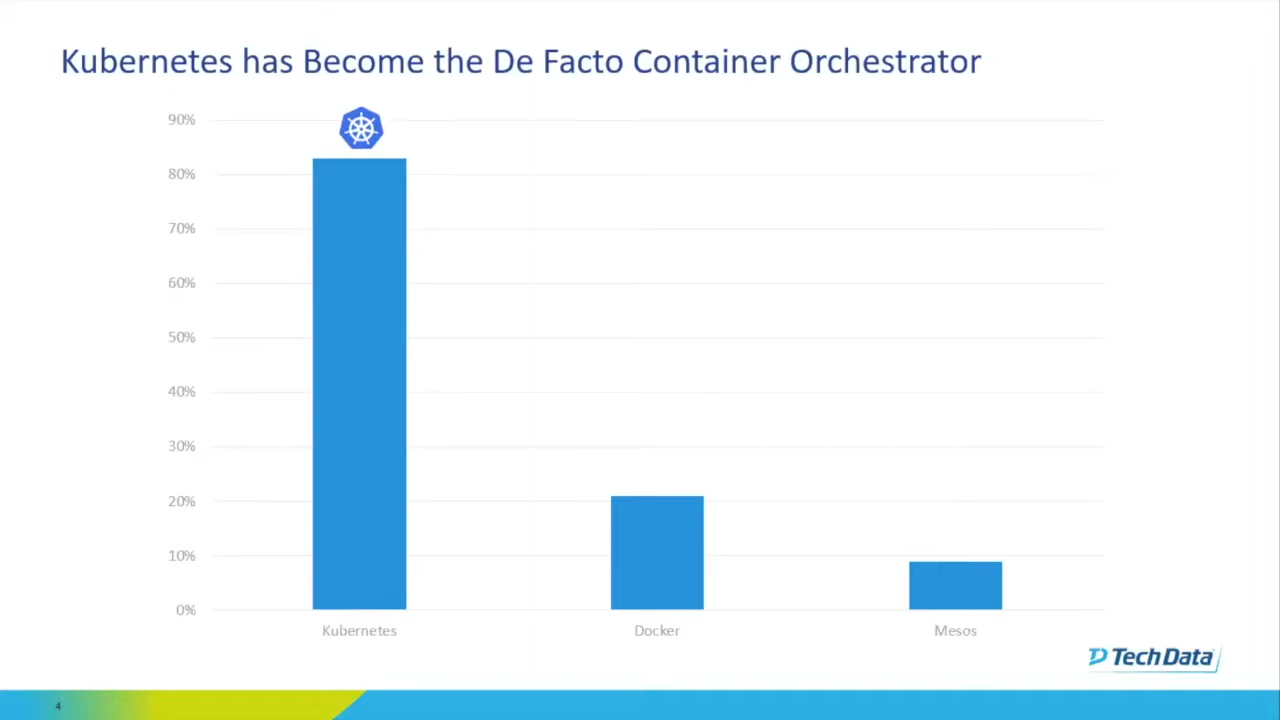 Kubernetes has Become the De Facto Container Orchestrator
90%
80%
70%
60%
50%
40%
30%
20%
10%
0%
Kubernetes
Docker
Mesos
Tech Data
4